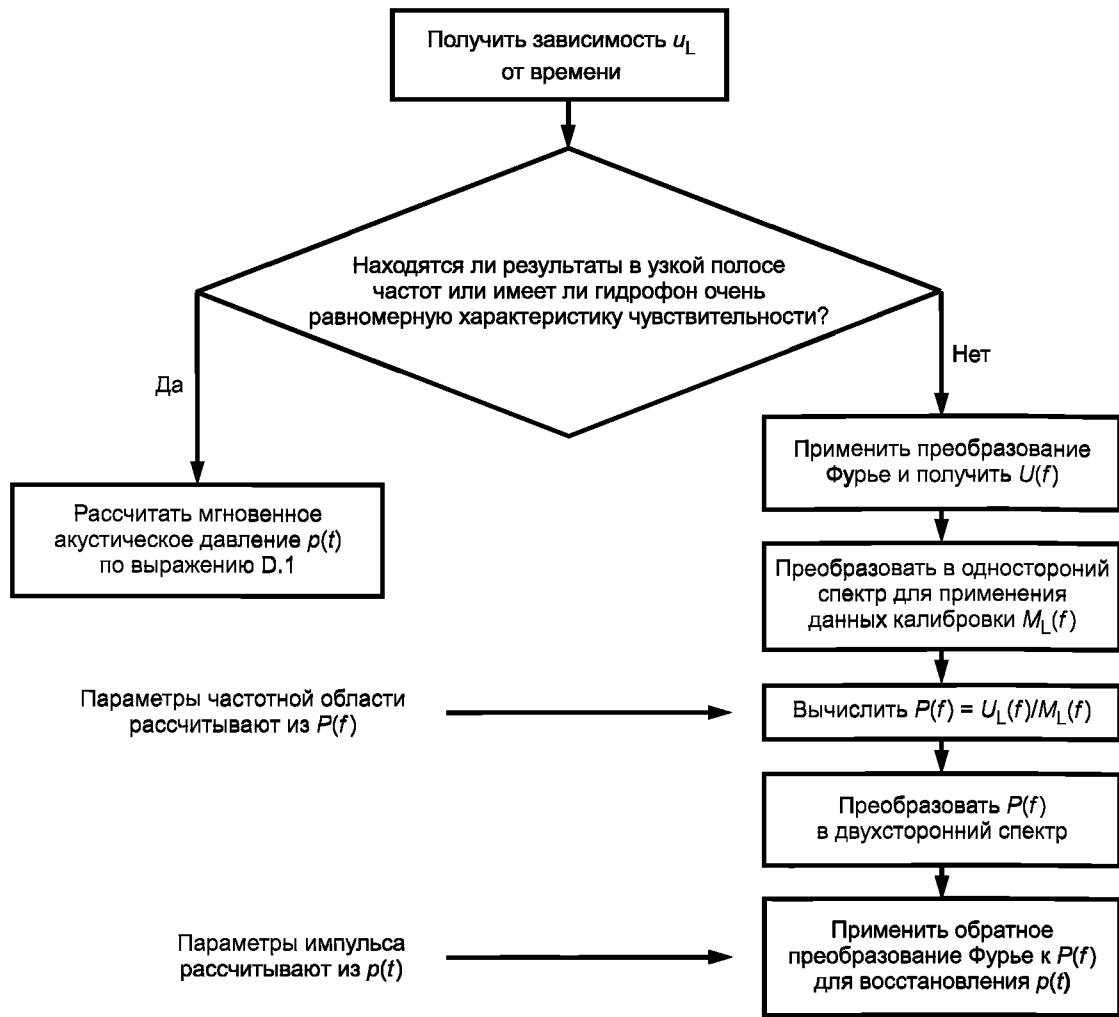 Получить зависимость u_L
от времени
Находятся ли результаты в узкой полосе
частот или имеет ли гидрофон очень
равномерную характеристику чувствительности?
Да
Нет
Рассчитать мгновенное
акустическое давление p(t)
по выражению D.1
Применить преобразование
Фурье и получить U(f)
Преобразовать в одностороний
спектр для применения
данных калибровки M_L(f)
Параметры частотной области
рассчитывают из P(f)
Вычислить P(f) = U_L(f)/M_L(f)
Преобразовать P(f)
в двухсторонний спектр
Параметры импульса
рассчитывают из p(t)
Применить обратное
преобразование Фурье к P(f)
для восстановления p(t)